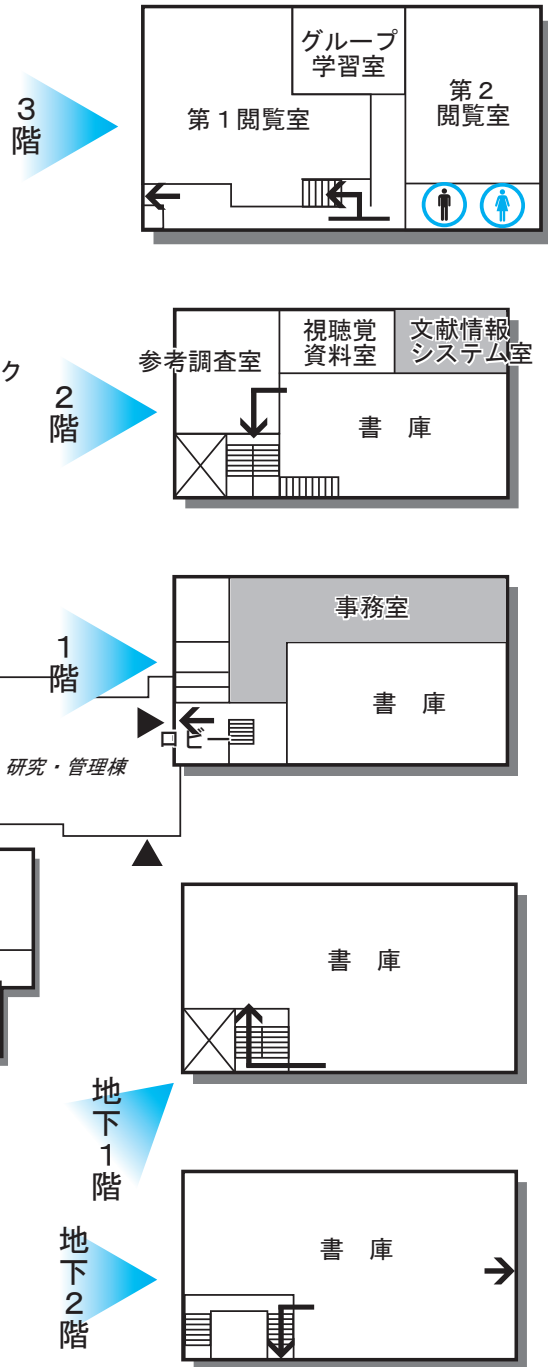 3階
グループ
学習室
第1閲覧室
第2
閲覧室
ク
2階
参考調査室
視聴覚
資料室
文献情報
システム室
書 庫
1階
事務室
書 庫
ロビー
研究・管理棟
書 庫
地下1階
書 庫
地下2階